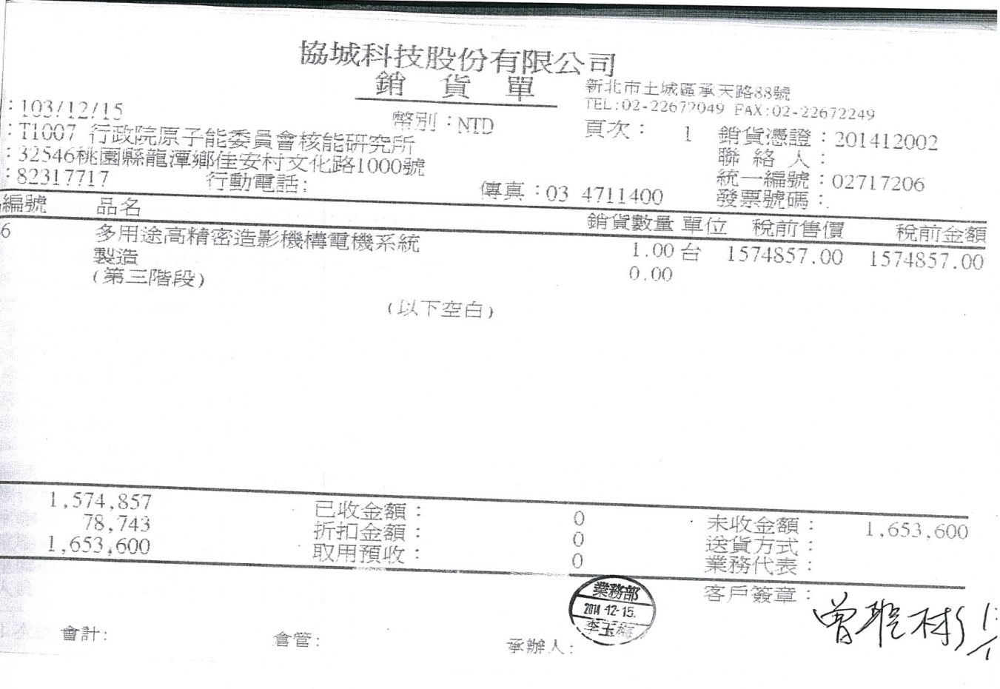 協城科技股份有限公司
銷 貨 單
新北市土城區承天路88號
TEL:02-22672049 FAX:02-22672249
:103/12/15
幣別:NTD
頁次: 1
銷貨憑證:201412002
:T1007 行政院原子能委員會核能研究所
聯 絡 人:
:32546桃園縣龍潭鄉佳安村文化路1000號
統一編號:02717206
:82317717
行動電話:
傳真:03 4711400
發票號碼:
編號 品名 銷貨數量 單位 稅前售價 稅前金額
6 多用途高精密造影機構電機系統 1.00 台 1574857.00 1574857.00
製造 0.00
(第三階段)
(以下空白)
1,574,857 已收金額: 0 未收金額: 1,653,600
78,743 折扣金額: 0 送貨方式:
1,653,600 取用預收: 0 業務代表:
客戶簽章:
業務部
2014-12-15.
李玉梅
會計: 倉管: 承辦人: